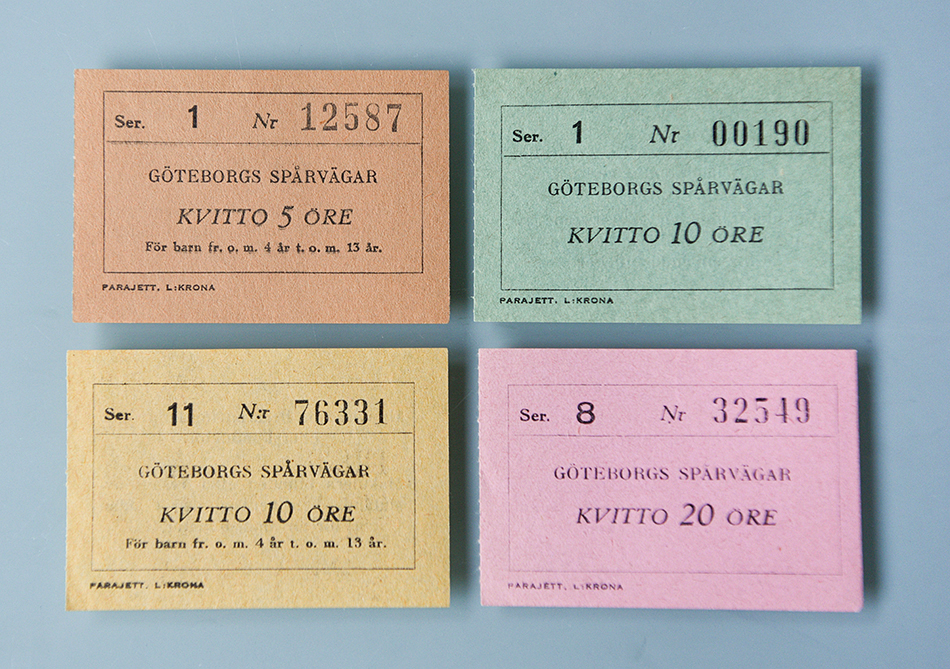 Ser. 1 Nr 12587
GÖTEBORGS SPÅRVÄGAR
KVITTO 5 ÖRE
För barn fr. o. m. 4 år t. o. m. 13 år.
PARAJETT, L:KRONA
Ser. 1 Nr 00190
GÖTEBORGS SPÅRVÄGAR
KVITTO 10 ÖRE
PARAJETT, L:KRONA
Ser. 11 N:r 76331
GÖTEBORGS SPÅRVÄGAR
KVITTO 10 ÖRE
För barn fr. o. m. 4 år t. o. m. 13 år.
PARAJETT, L:KRONA
Ser. 8 Nr 32549
GÖTEBORGS SPÅRVÄGAR
KVITTO 20 ÖRE
PARAJETT, L:KRONA